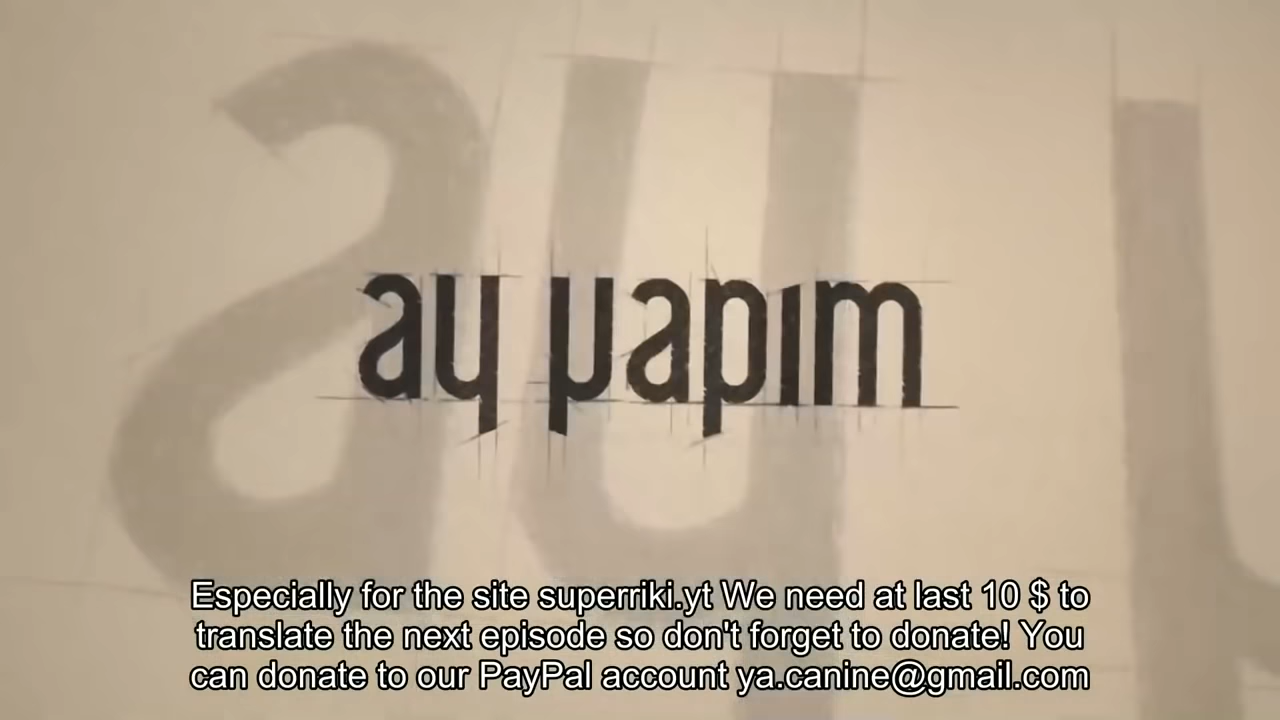 ay yapım
Especially for the site superriki.yt We need at last 10 $ to
translate the next episode so don't forget to donate! You
can donate to our PayPal account ya.canine@gmail.com